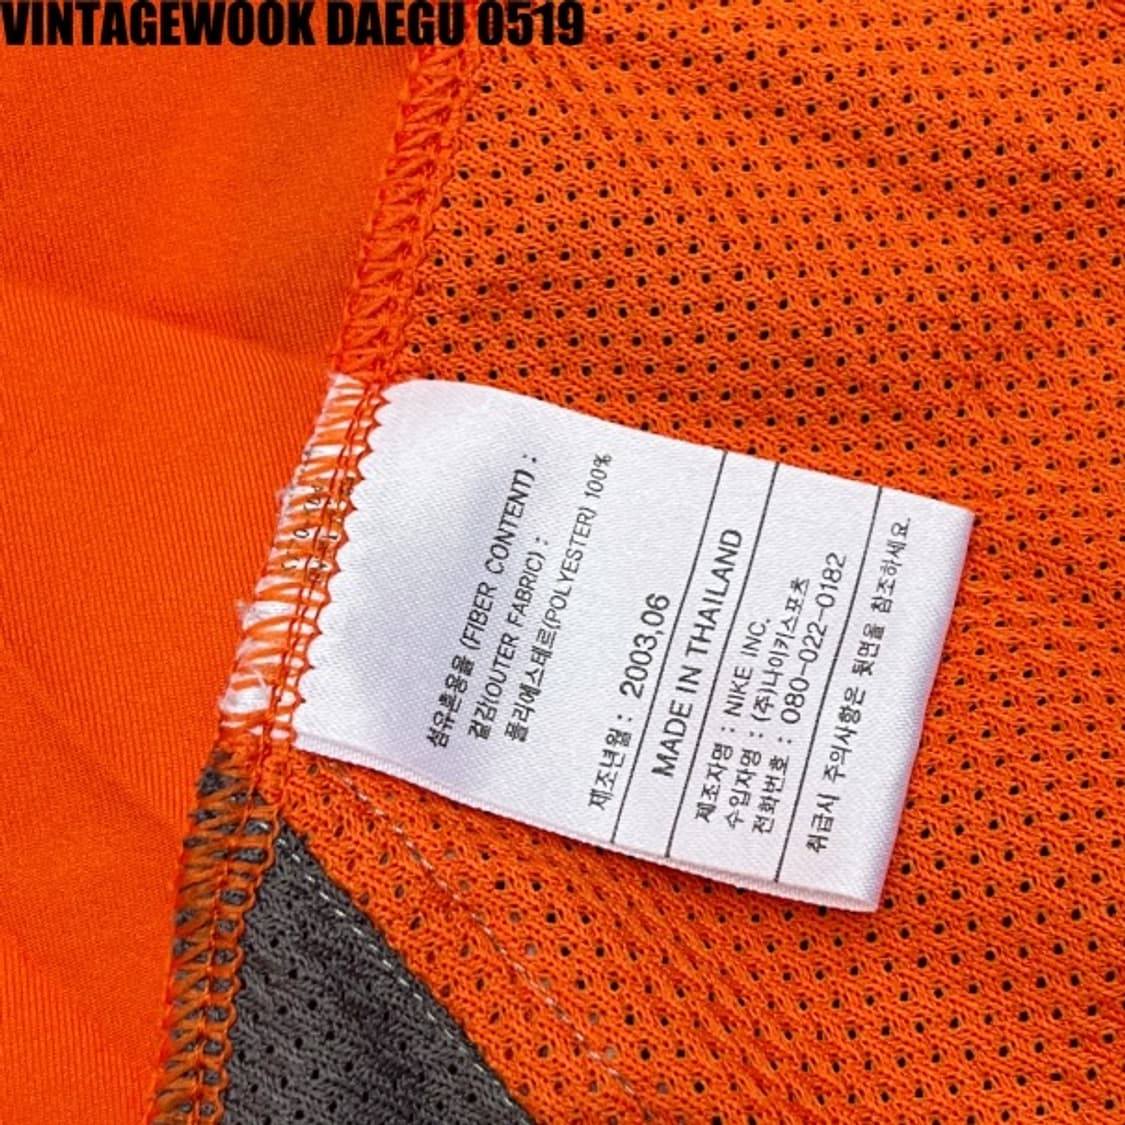 VINTAGEWOOK DAEGU 0519
섬유혼용율 (FIBER CONTENT) :
겉감(OUTER FABRIC) :
폴리에스테르(POLYESTER) 100%
제조년월 : 2003,06
MADE IN THAILAND
제조자명 : NIKE INC.
수입자명 : (주)나이키스포츠
전화번호 : 080-022-0182
취급시 주의사항은 뒷면을 참조하세요.